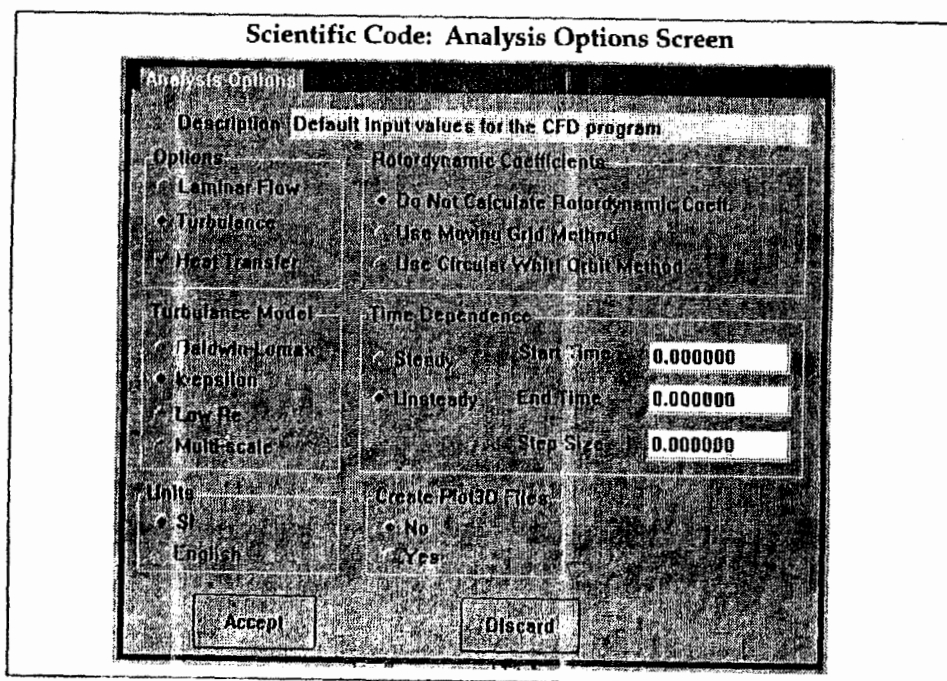 Scientific Code: Analysis Options Screen
Analysis Options
Description Default input values for the CFD program
Options
Laminar Flow
Turbulance
Heat Transfer
Rotordynamic Coefficients
Do Not Calculate Rotordynamic Coeff.
Use Moving Grid Method
Use Circular Whirl Orbit Method
Turbulance Model
Baldwin-Lomax
k-epsilon
Low Re
Multi-scale
Time Dependence
Steady
Unsteady
Start Time 0.000000
End Time 0.000000
Step Size 0.000000
Units
SI
English
Create Plot3D Files
No
Yes
Accept
Discard